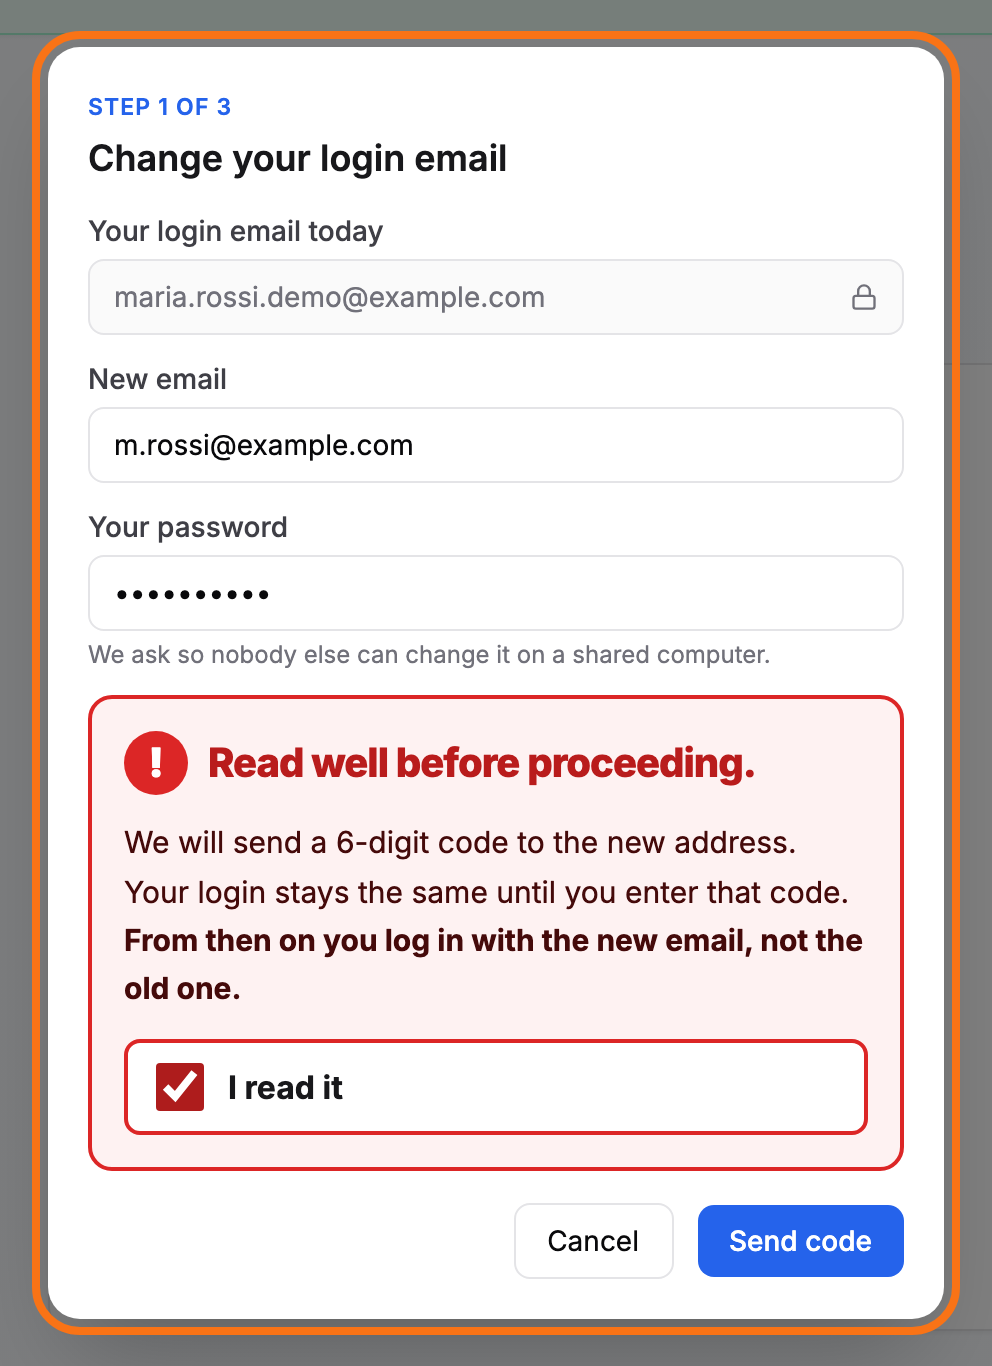 STEP 1 OF 3
Change your login email
Your login email today
maria.rossi.demo@example.com
New email
m.rossi@example.com
Your password
••••••••••
We ask so nobody else can change it on a shared computer.
! Read well before proceeding.
We will send a 6-digit code to the new address.
Your login stays the same until you enter that code.
From then on you log in with the new email, not the
old one.
I read it
Cancel Send code